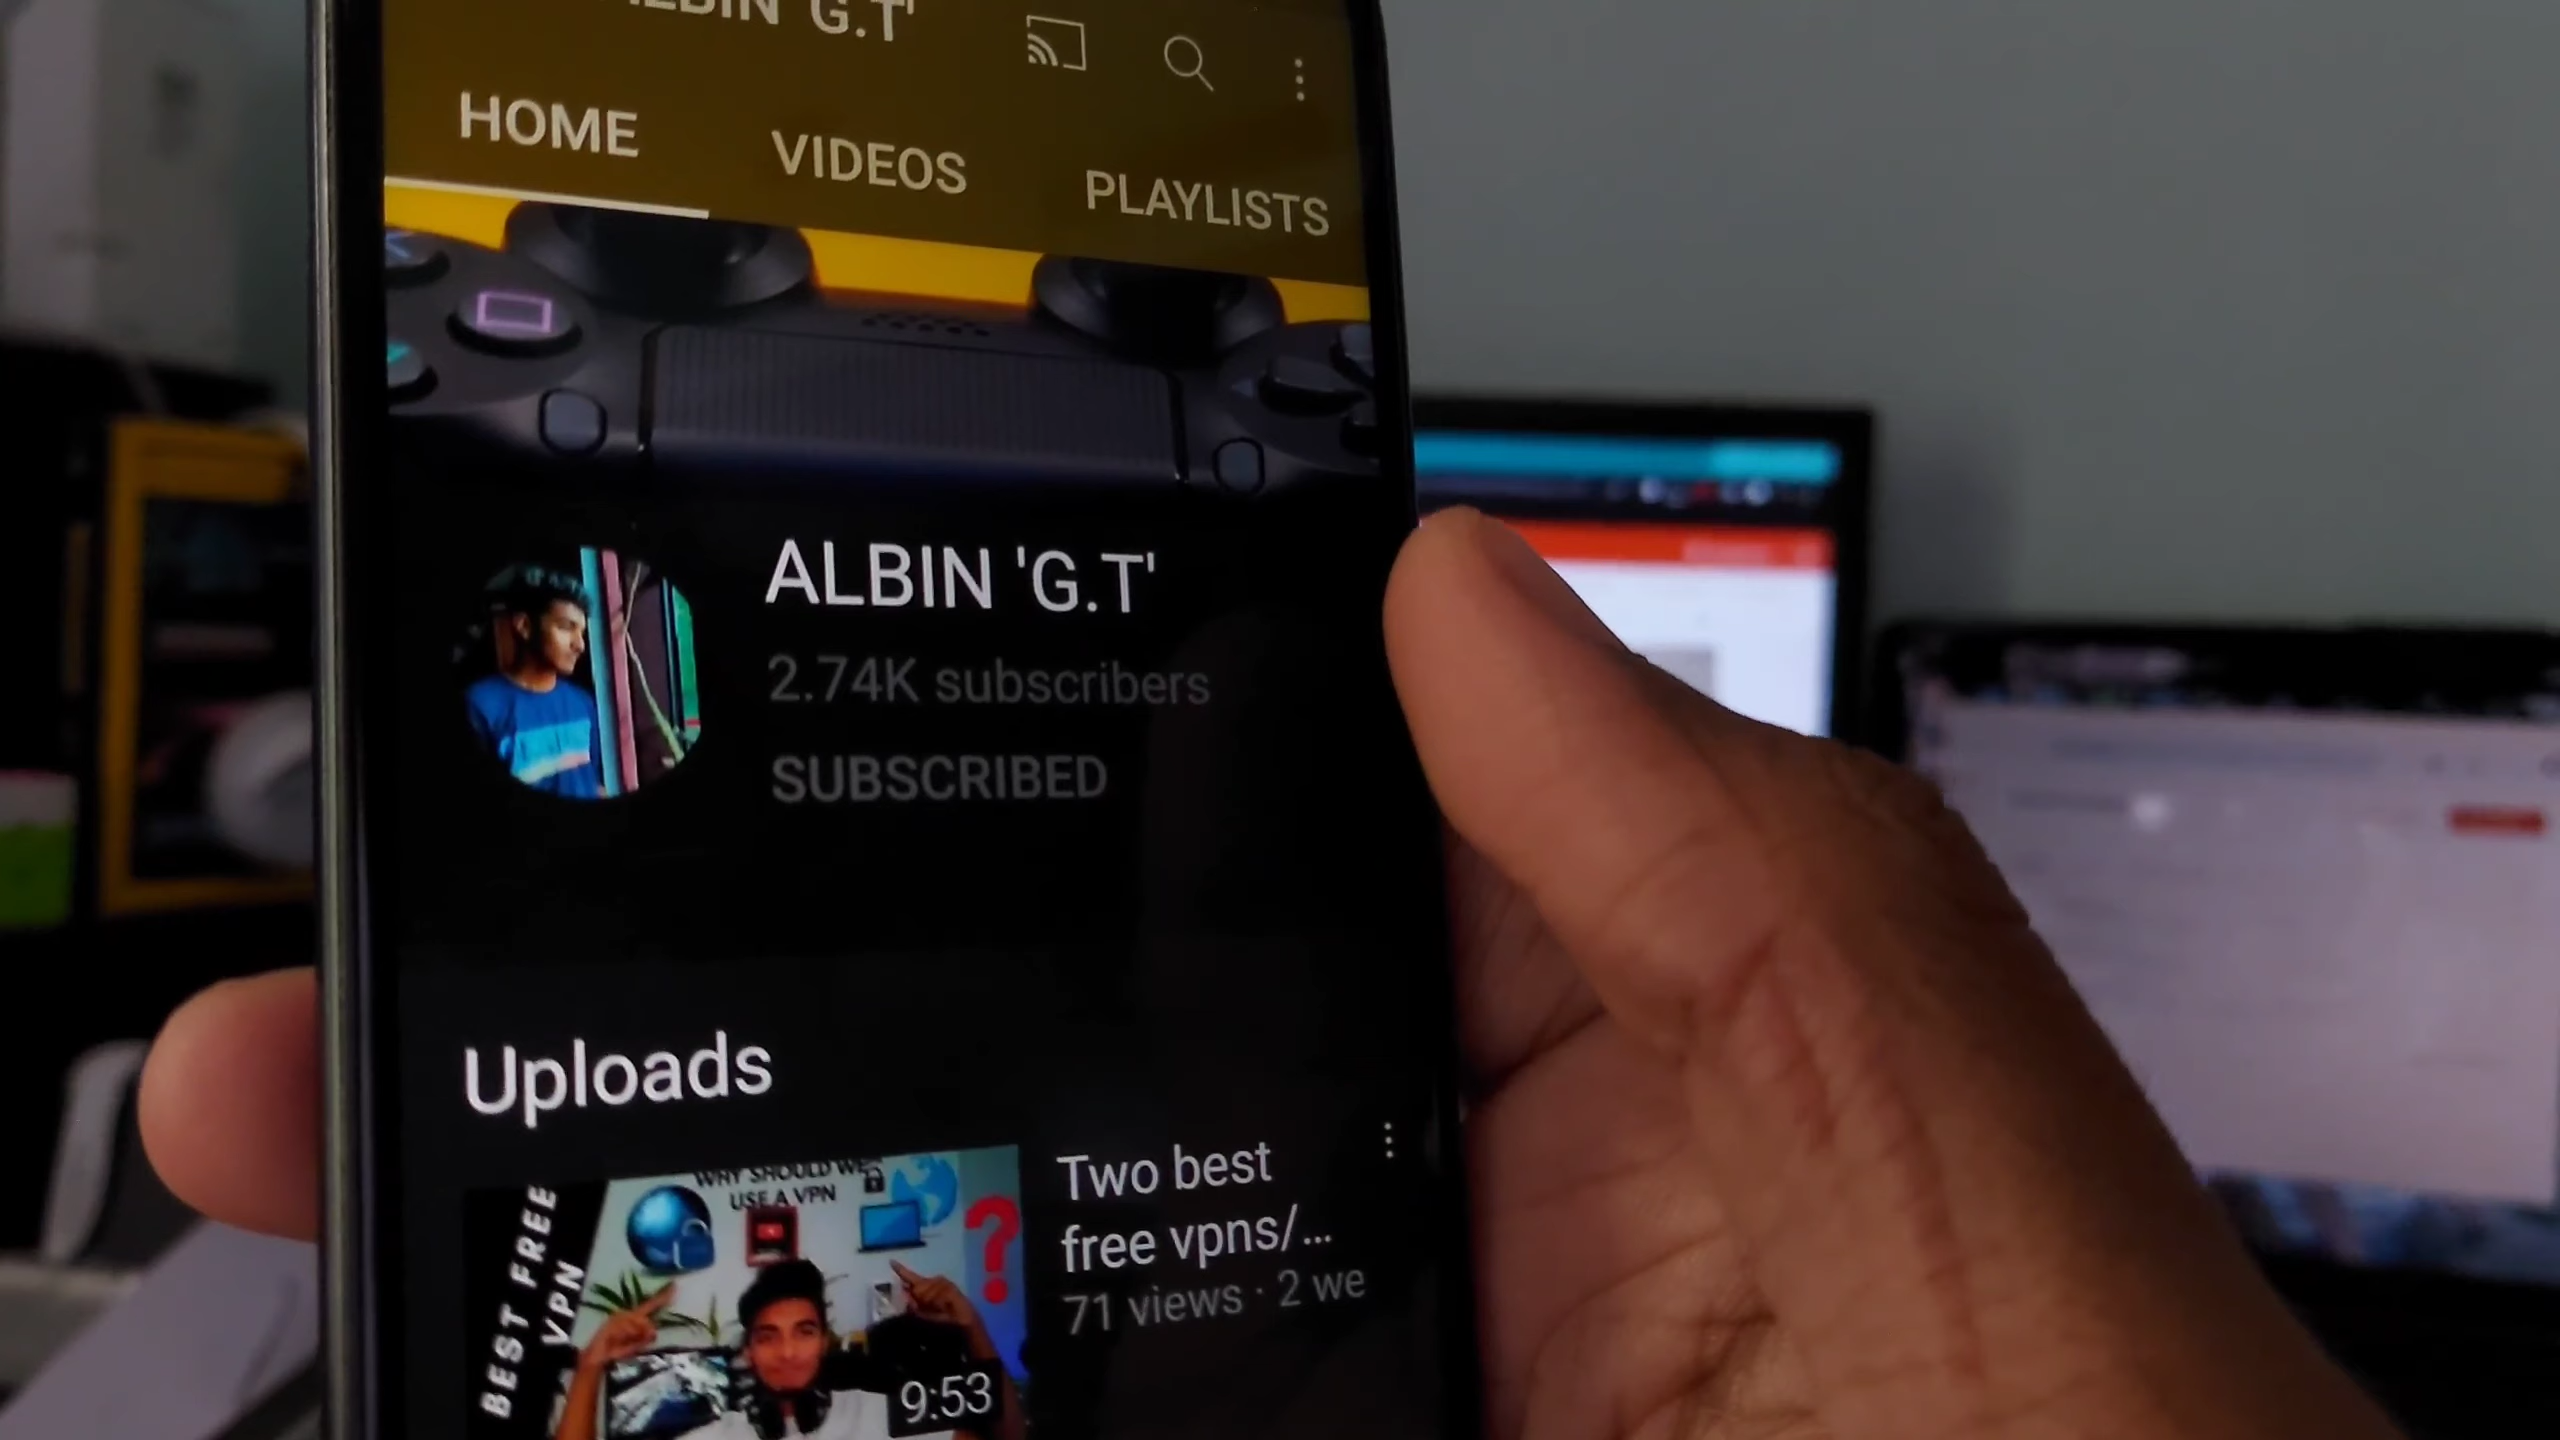 ALBIN 'G.T'
HOME
VIDEOS
PLAYLISTS
ALBIN 'G.T'
2.74K subscribers
SUBSCRIBED
Uploads
WHY SHOULD WE
USE A VPN
BEST FREE
VPN
9:53
Two best
free vpns/...
71 views · 2 we